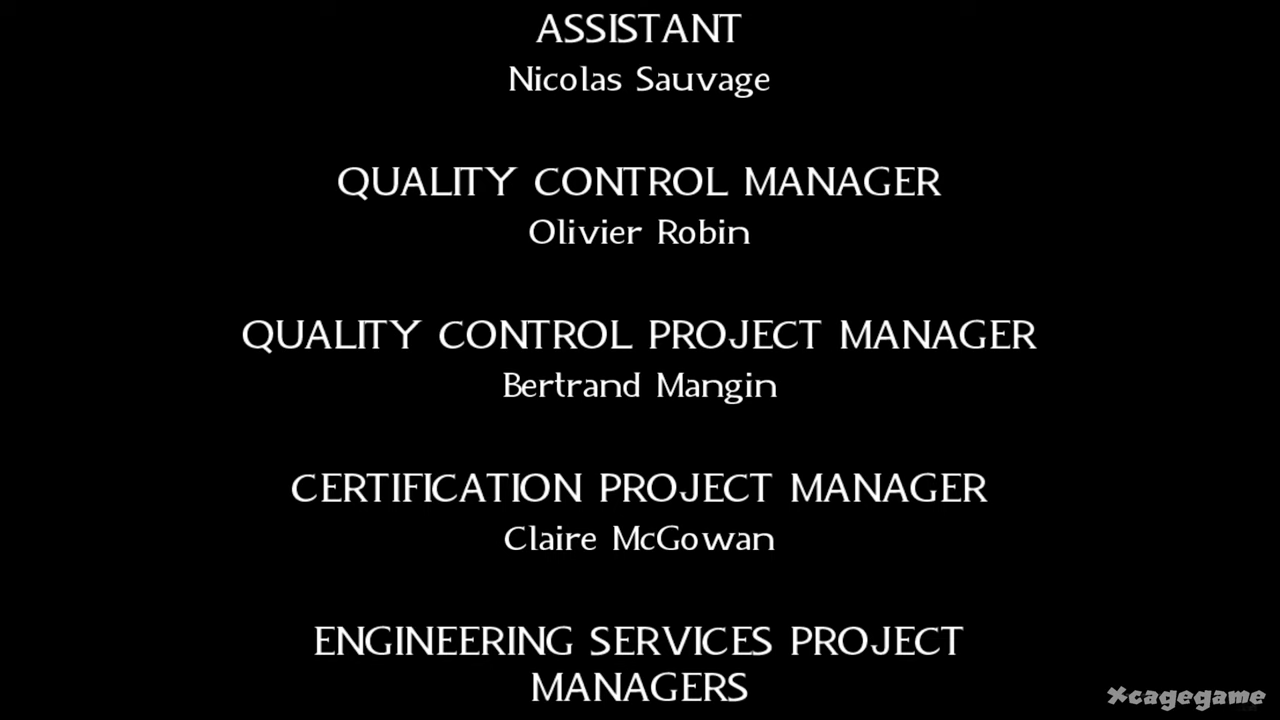 ASSISTANT
Nicolas Sauvage
QUALITY CONTROL MANAGER
Olivier Robin
QUALITY CONTROL PROJECT MANAGER
Bertrand Mangin
CERTIFICATION PROJECT MANAGER
Claire McGowan
ENGINEERING SERVICES PROJECT
MANAGERS
Xcagegame